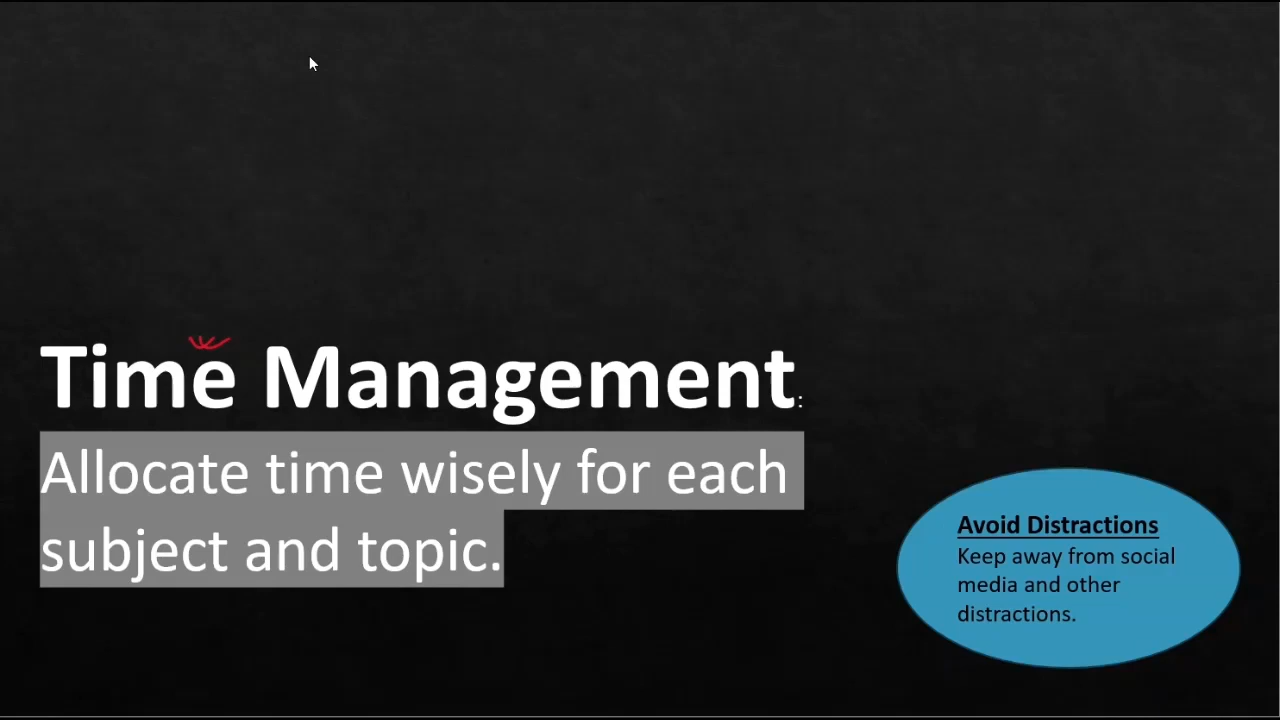 Time Management:
Allocate time wisely for each
subject and topic.
Avoid Distractions
Keep away from social
media and other
distractions.